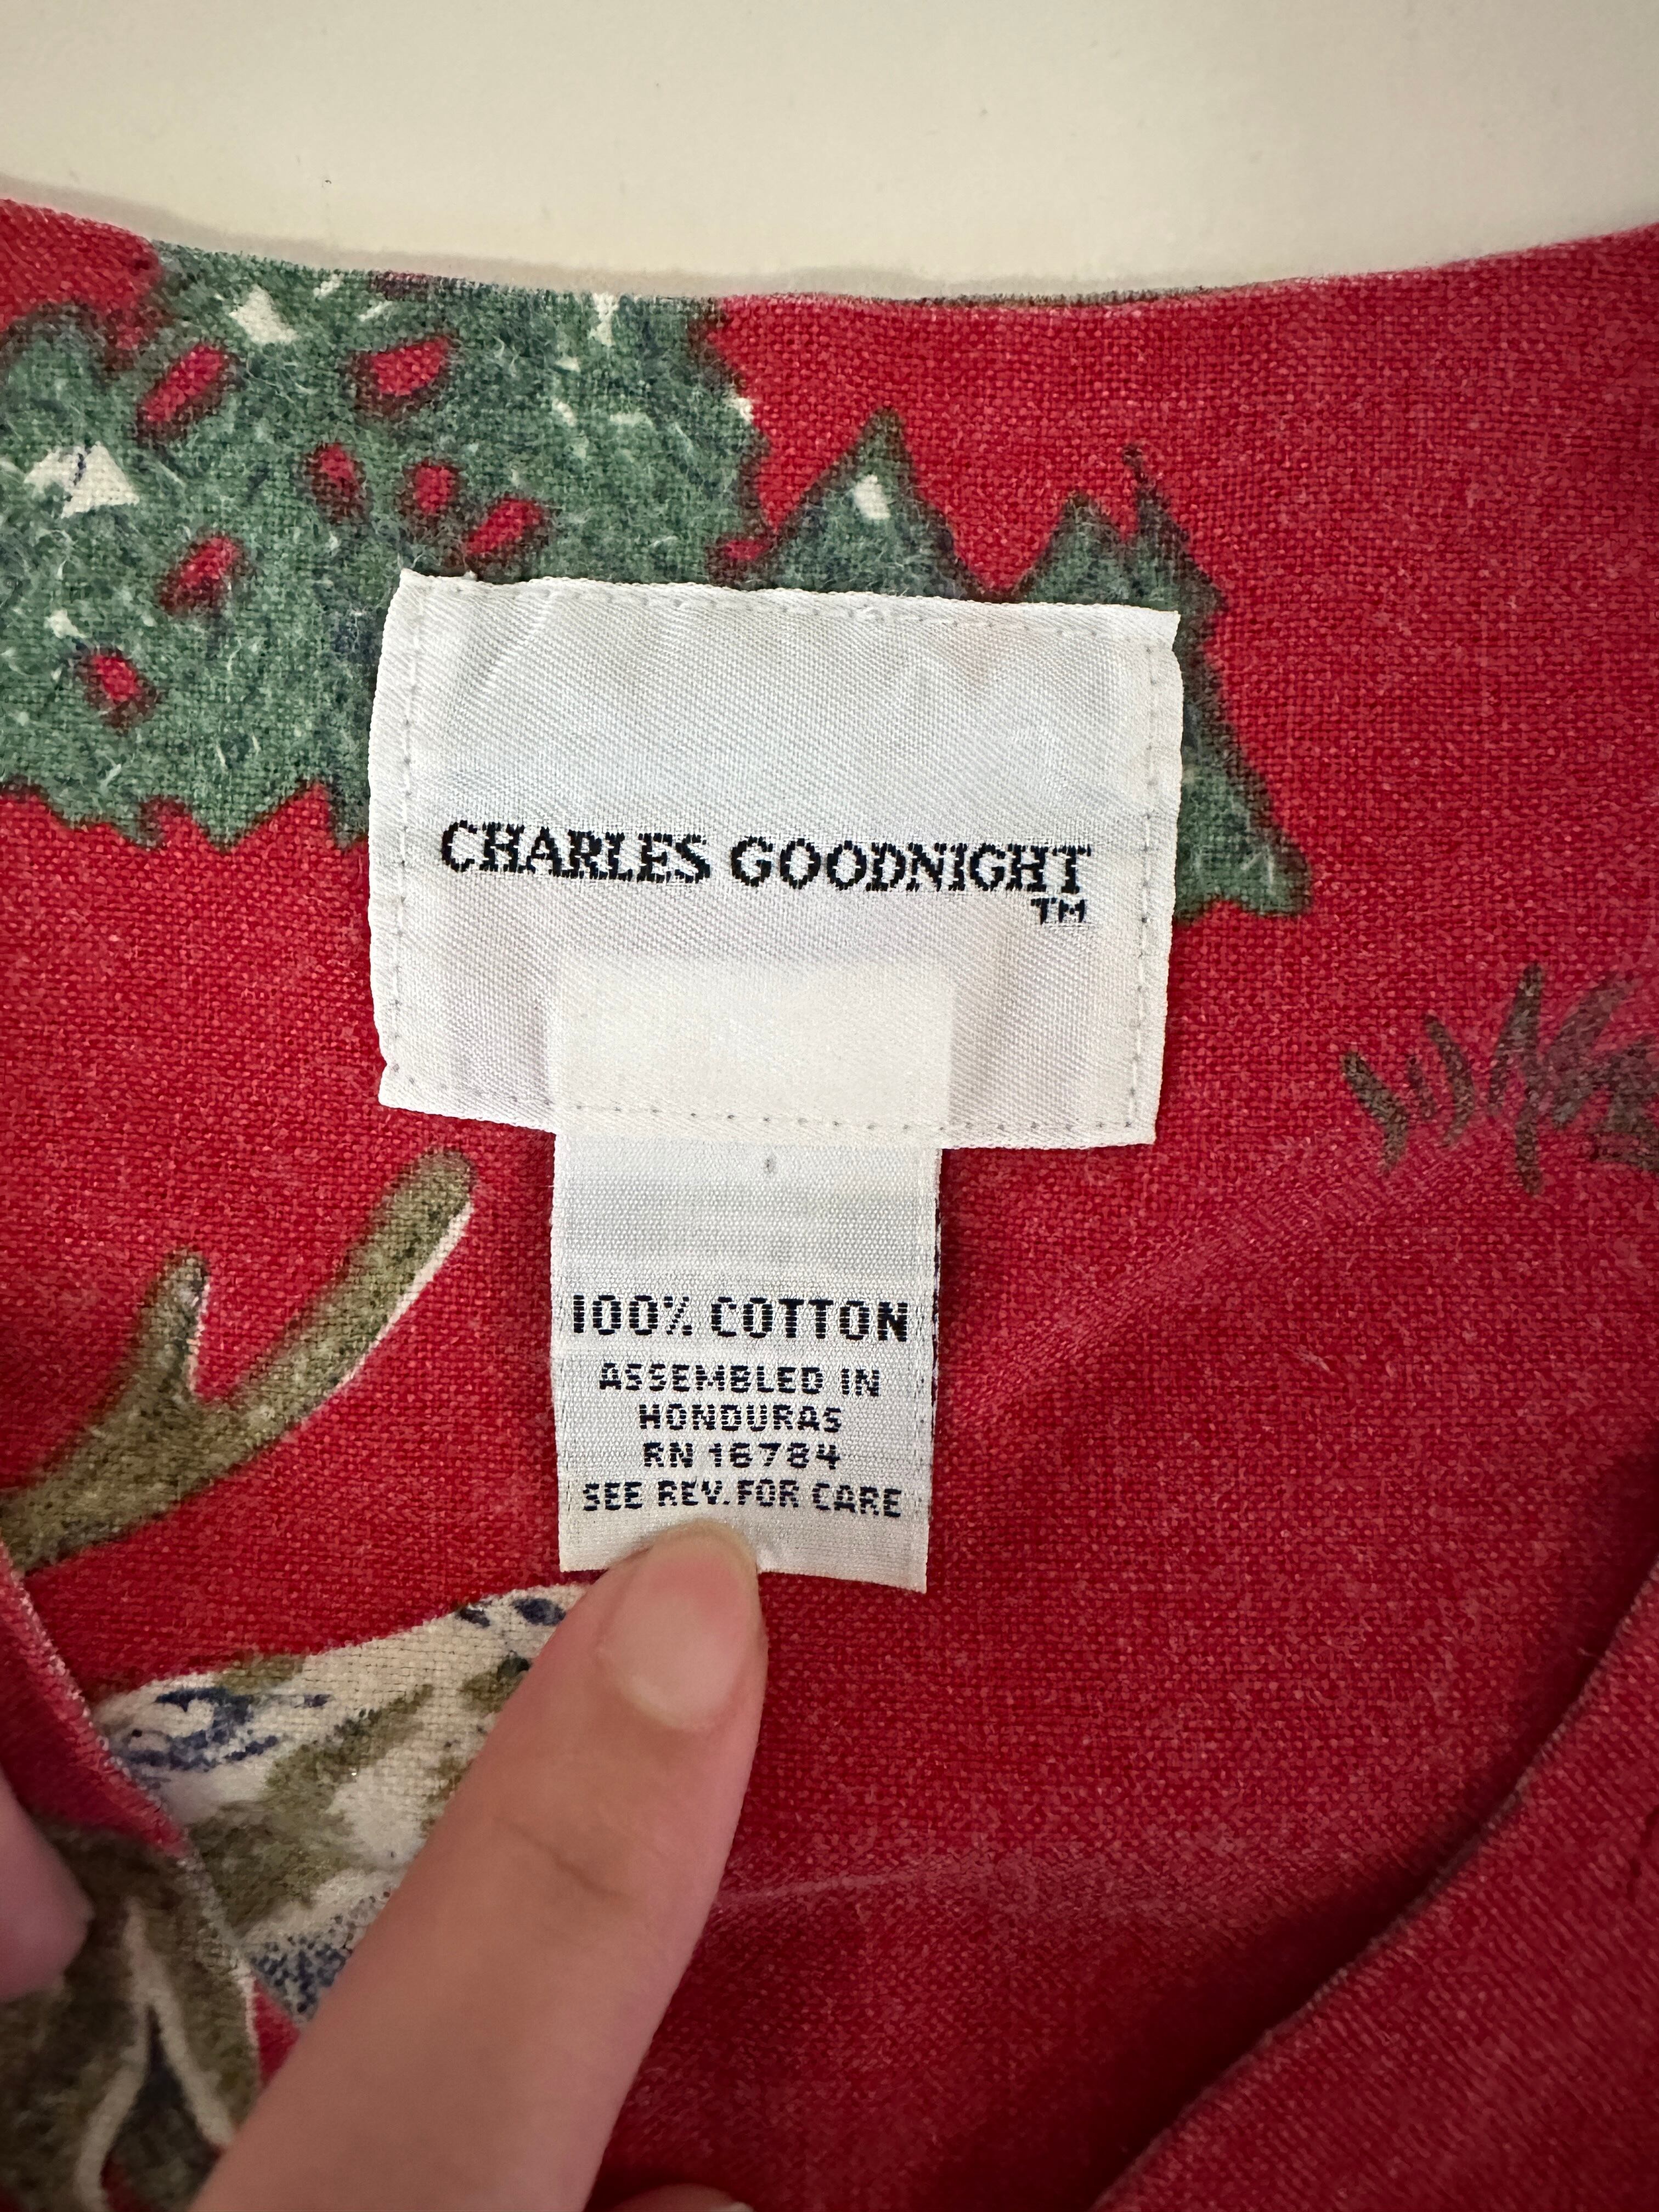 CHARLES GOODNIGHT
TM
100% COTTON
ASSEMBLED IN
HONDURAS
RN 16784
SEE REV. FOR CARE